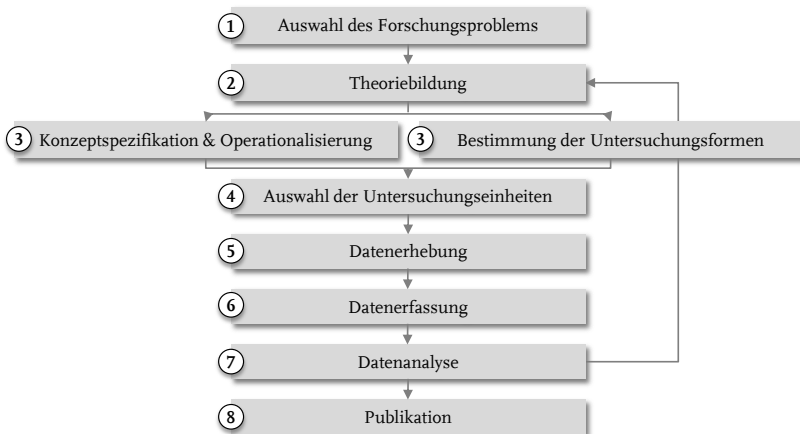 1 Auswahl des Forschungsproblems
2 Theoriebildung
3 Konzeptspezifikation & Operationalisierung
3 Bestimmung der Untersuchungsformen
4 Auswahl der Untersuchungseinheiten
5 Datenerhebung
6 Datenerfassung
7 Datenanalyse
8 Publikation